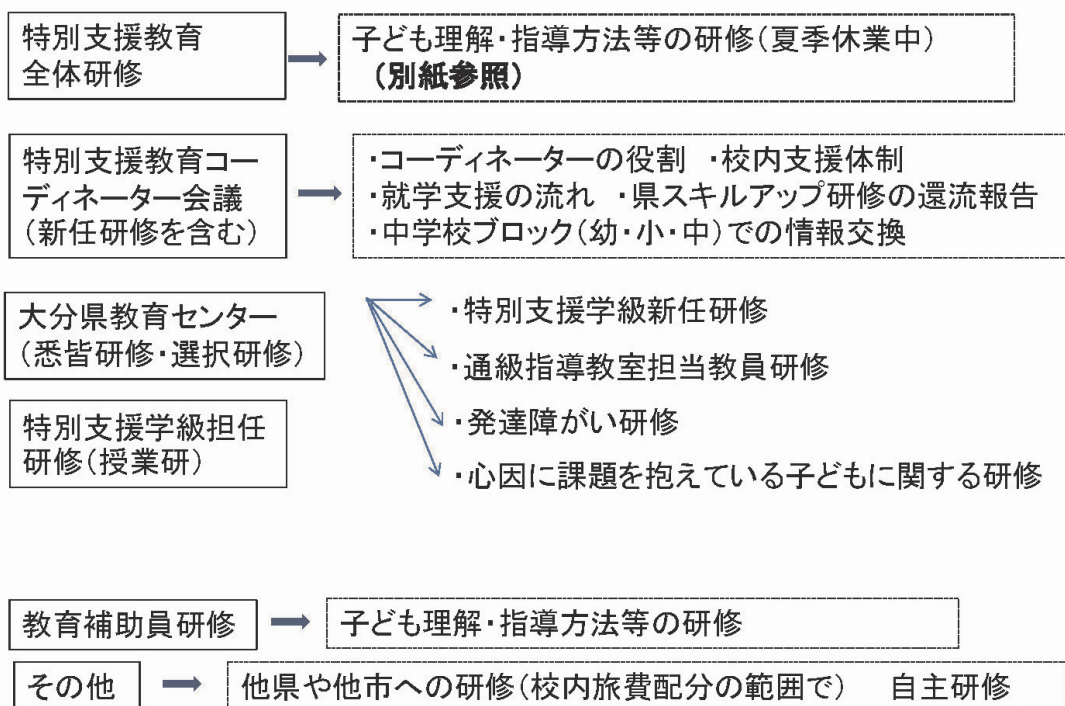 特別支援教育
全体研修
子ども理解・指導方法等の研修(夏季休業中)
(別紙参照)
特別支援教育コー
ディネーター会議
(新任研修を含む)
・コーディネーターの役割 ・校内支援体制
・就学支援の流れ ・県スキルアップ研修の還流報告
・中学校ブロック(幼・小・中)での情報交換
大分県教育センター
(悉皆研修・選択研修)
・特別支援学級新任研修
・通級指導教室担当教員研修
・発達障がい研修
・心因に課題を抱えている子どもに関する研修
特別支援学級担任
研修(授業研)
教育補助員研修
子ども理解・指導方法等の研修
その他
他県や他市への研修(校内旅費配分の範囲で) 自主研修